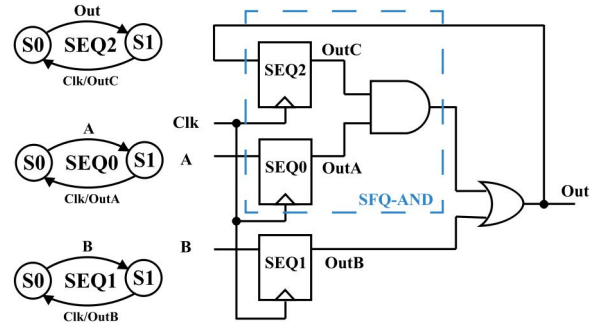 Out
S0 SEQ2 S1
Clk/OutC
A
S0 SEQ0 S1
Clk/OutA
B
S0 SEQ1 S1
Clk/OutB
SEQ2
OutC
Clk
A
SEQ0
OutA
SFQ-AND
Out
B
SEQ1
OutB